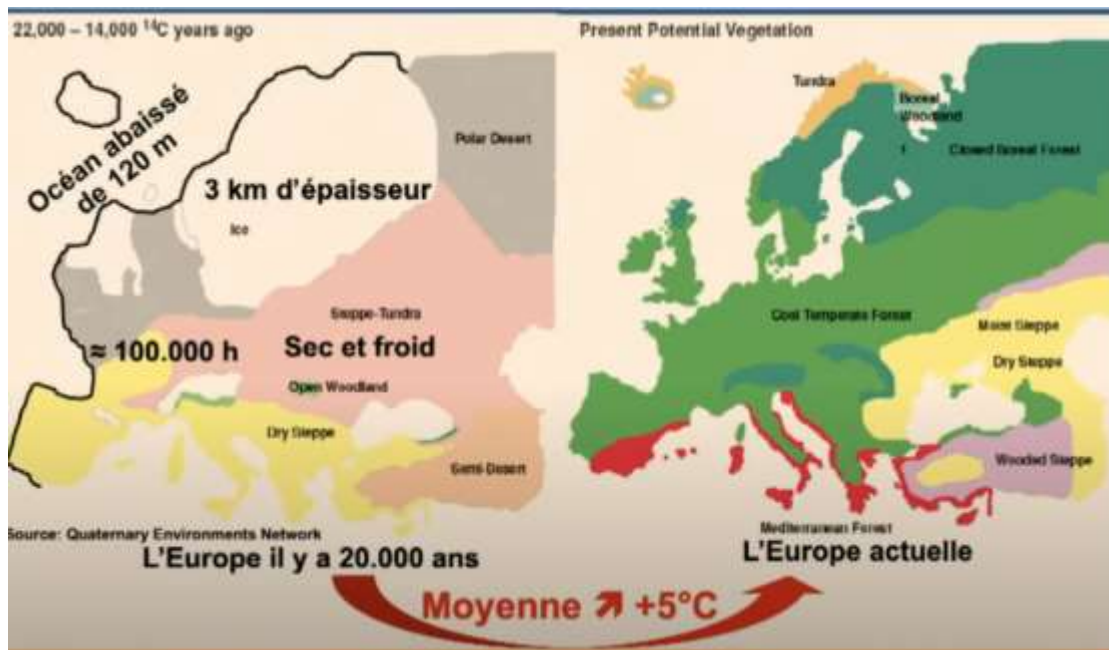 22,000 – 14,000 ¹⁴C years ago
Océan abaissé
de 120 m
Polar Desert
3 km d'épaisseur
Ice
Steppe-Tundra
≈ 100.000 h
Sec et froid
Open Woodland
Dry Steppe
Semi-Desert
Source: Quaternary Environments Network
L'Europe il y a 20.000 ans
Present Potential Vegetation
Tundra
Boreal
Woodland
Closed Boreal Forest
Cool Temperate Forest
Moist Steppe
Dry Steppe
Wooded Steppe
Mediterranean Forest
L'Europe actuelle
Moyenne ↗ +5°C